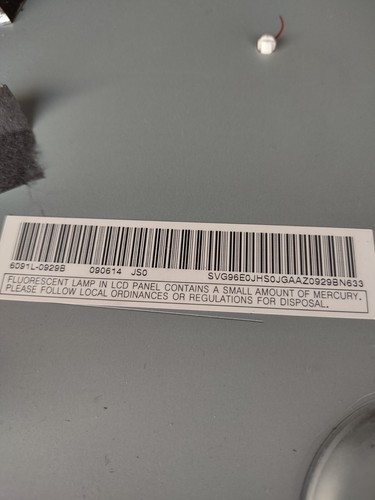 6091L-0929B 090614 JS0 SVG96E0JHS0JGAAZ0929BN633
FLUORESCENT LAMP IN LCD PANEL CONTAINS A SMALL AMOUNT OF MERCURY.
PLEASE FOLLOW LOCAL ORDINANCES OR REGULATIONS FOR DISPOSAL.